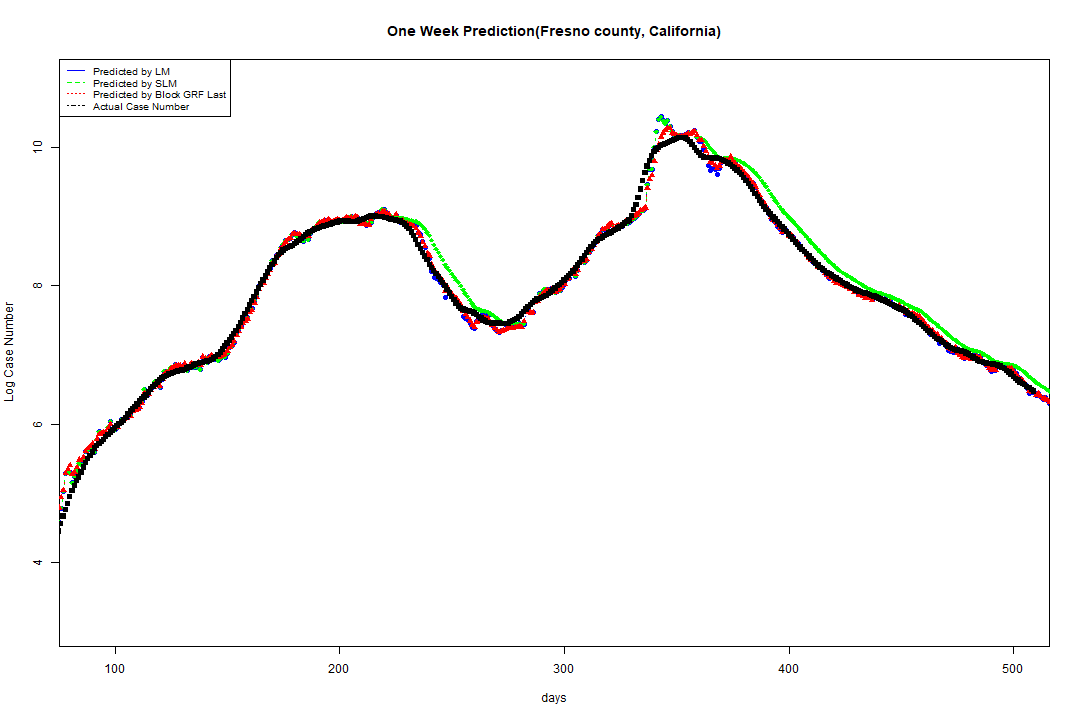 One Week Prediction(Fresno county, California)
Predicted by LM
Predicted by SLM
Predicted by Block GRF Last
Actual Case Number
10
8
6
4
Log Case Number
100 200 300 400 500
days